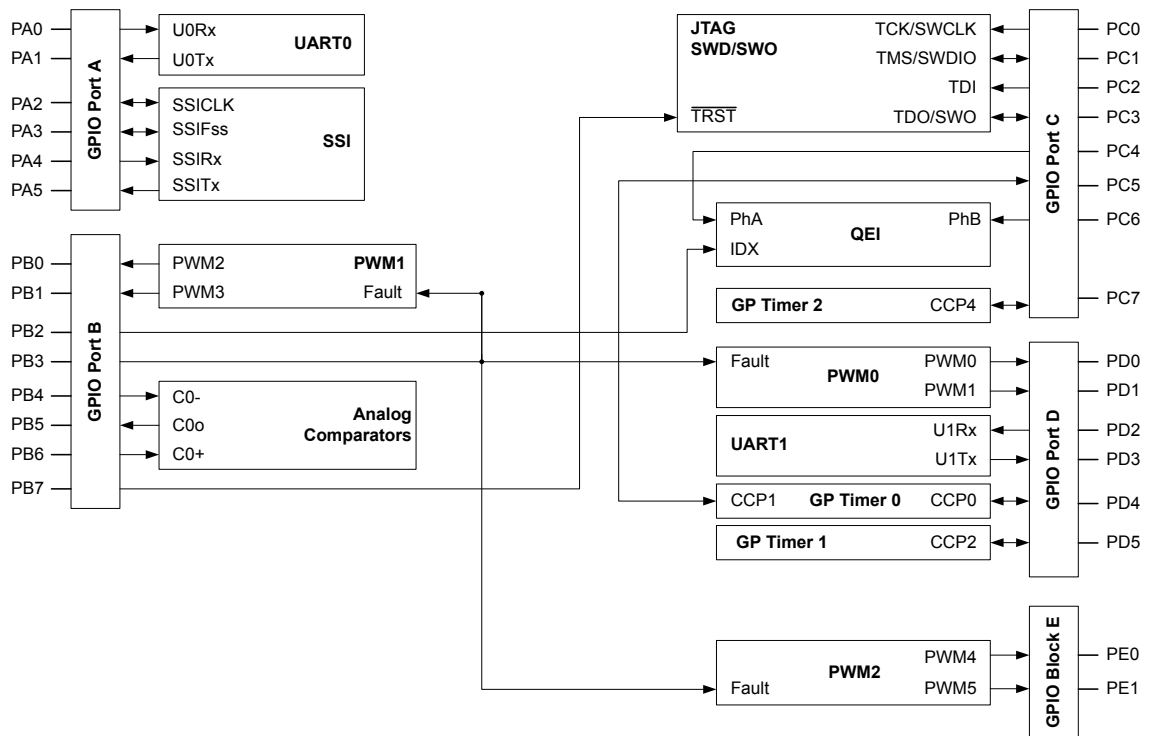 PA0
PA1
PA2
PA3
PA4
PA5
GPIO Port A
U0Rx
U0Tx
UART0
SSICLK
SSIFss
SSIRx
SSITx
SSI
PB0
PB1
PB2
PB3
PB4
PB5
PB6
PB7
GPIO Port B
PWM2
PWM3
PWM1
Fault
C0-
C0o
C0+
Analog
Comparators
JTAG
SWD/SWO
TRST
TCK/SWCLK
TMS/SWDIO
TDI
TDO/SWO
PhA
IDX
QEI
PhB
GP Timer 2
CCP4
GPIO Port C
PC0
PC1
PC2
PC3
PC4
PC5
PC6
PC7
Fault
PWM0
PWM0
PWM1
UART1
U1Rx
U1Tx
CCP1
GP Timer 0
CCP0
GP Timer 1
CCP2
GPIO Port D
PD0
PD1
PD2
PD3
PD4
PD5
Fault
PWM2
PWM4
PWM5
GPIO Block E
PE0
PE1